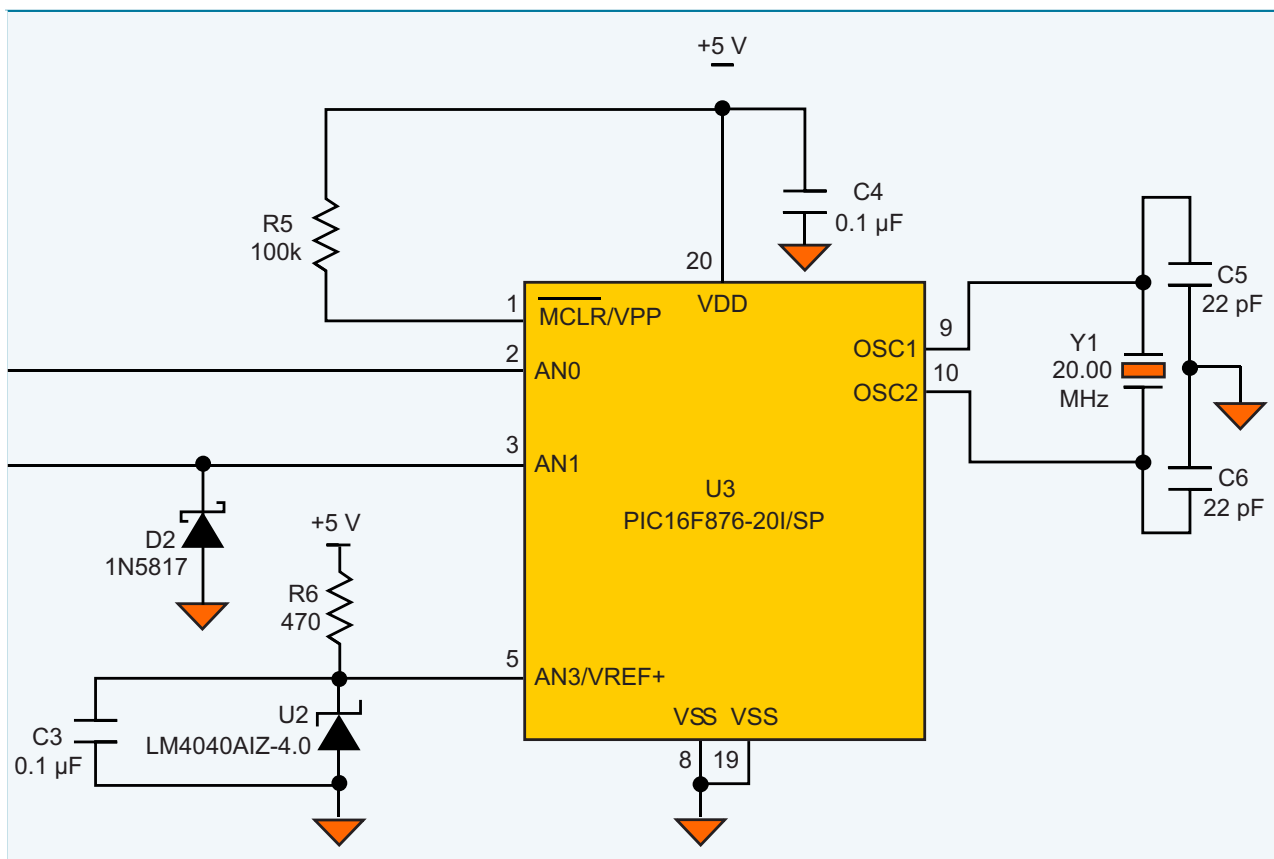 +5 V
C4
0.1 µF
R5
100k
20
VDD
1
MCLR/VPP
2
AN0
3
AN1
9
OSC1
10
OSC2
Y1
20.00
MHz
C5
22 pF
C6
22 pF
U3
PIC16F876-20I/SP
D2
1N5817
+5 V
R6
470
5
AN3/VREF+
U2
LM4040AIZ-4.0
C3
0.1 µF
VSS VSS
8 19